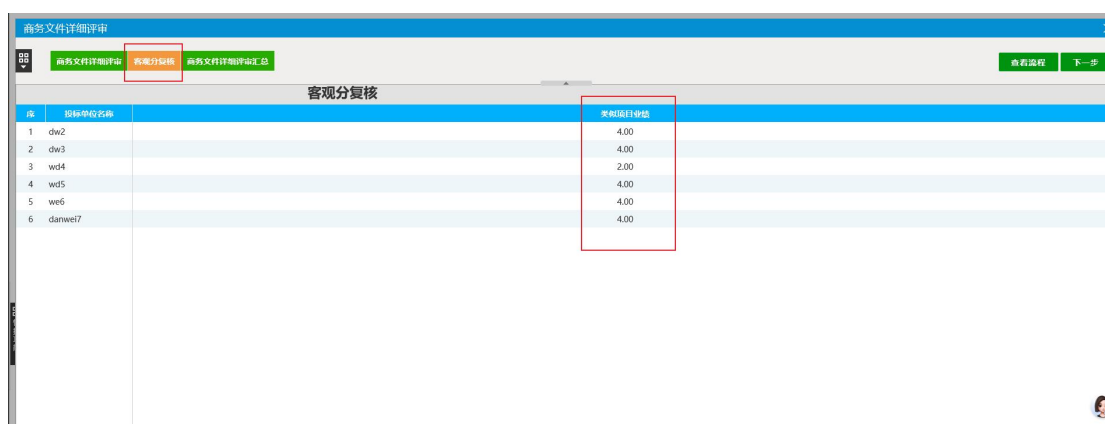 商务文件详细评审
商务文件详细评审 客观分复核 商务文件详细评审汇总 查看流程 下一步
客观分复核
序 投标单位名称 类似项目业绩
1 dw2 4.00
2 dw3 4.00
3 wd4 2.00
4 wd5 4.00
5 we6 4.00
6 danwei7 4.00